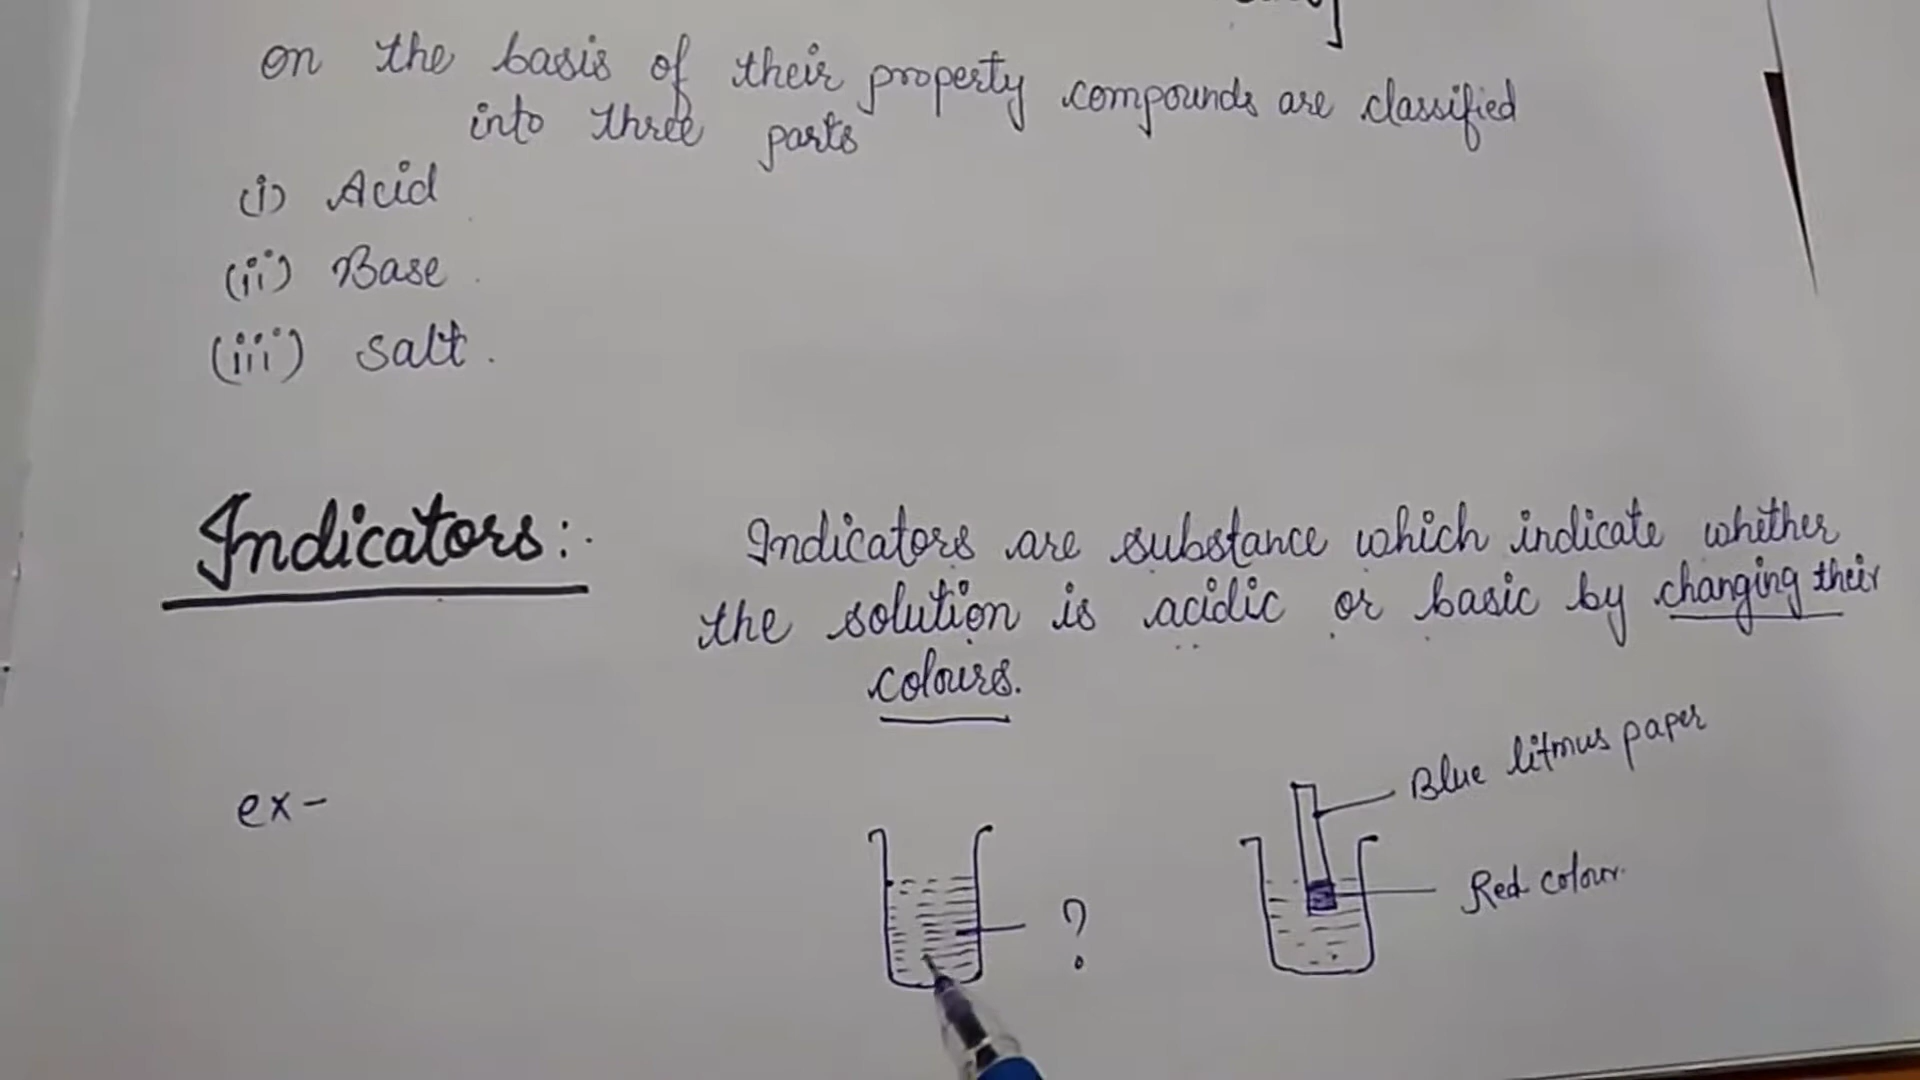 on the basis of their property compounds are classified
into three parts
(i) Acid
(ii) Base
(iii) salt.
Indicators:-
Indicators are substance which indicate whether
the solution is acidic or basic by changing their
colours.
ex-
?
Blue litmus paper
Red colour.